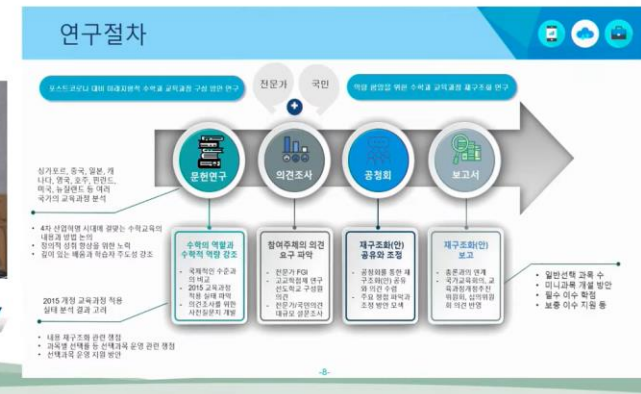 연구절차
포스트코로나 대비 미래지향적 수학과 교육과정 구성 방안 연구
전문가
국민
역량 함양을 위한 수학과 교육과정 재구조화 연구
문헌연구
의견조사
공청회
보고서
싱가포르, 중국, 일본, 캐
나다, 영국, 호주, 핀란드,
미국, 뉴질랜드 등 여러
국가의 교육과정 분석
• 4차 산업혁명 시대에 걸맞는 수학교육의
내용과 방법 논의
• 정의적 성취 향상을 위한 노력
• 깊이 있는 배움과 학습자 주도성 강조
2015 개정 교육과정 적용
실태 분석 결과 고려
• 내용 재구조화 관련 쟁점
• 과목별 선택률 등 선택과목 운영 관련 쟁점
• 선택과목 운영 지원 방안
수학의 역할과
수학적 역량 강조
• 국제적인 수준과
의 비교
• 2015 교육과정
적용 실태 파악
• 의견조사를 위한
사전질문지 개발
참여주체의 의견
요구 파악
• 전문가 FGI
• 고교학점제 연구
선도학교 구성원
의견
• 전문가/국민의견
대규모 설문조사
재구조화(안)
공유와 조정
• 공청회를 통한 재
구조화(안) 공유
와 의견 수렴
• 주요 쟁점 파악과
조정 방안 모색
재구조화(안)
보고
• 총론과의 연계
• 국가교육회의, 교
육과정개정추진
위원회, 심의위원
회 의견 반영
• 일반선택 과목 수
• 미니과목 개설 방안
• 필수 이수 학점
• 보충 이수 지원 등
-8-